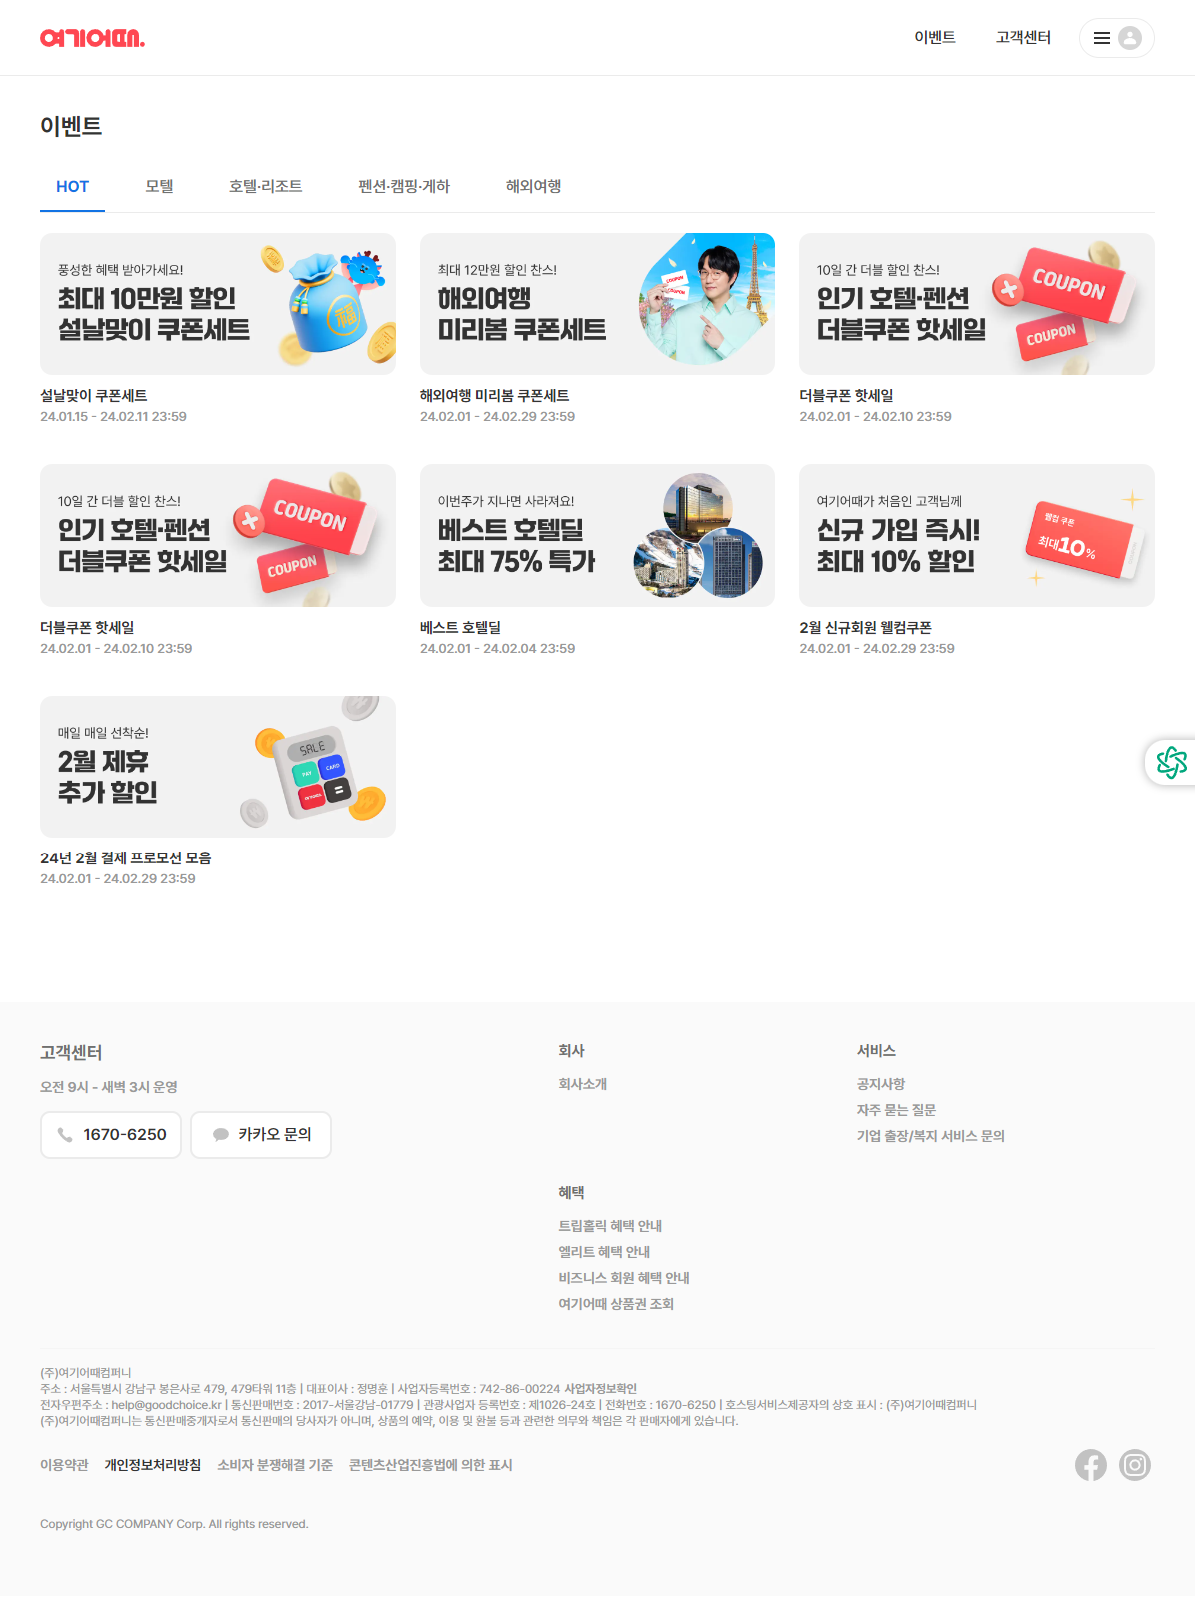 여기어때.
이벤트
고객센터
이벤트
HOT
모텔
호텔·리조트
펜션·캠핑·게하
해외여행
풍성한 혜택 받아가세요!
최대 10만원 할인
설날맞이 쿠폰세트
福
설날맞이 쿠폰세트
24.01.15 - 24.02.11 23:59
최대 12만원 할인 찬스!
해외여행
미리봄 쿠폰세트
COUPON
COUPON
해외여행 미리봄 쿠폰세트
24.02.01 - 24.02.29 23:59
10일 간 더블 할인 찬스!
인기 호텔·펜션
더블쿠폰 핫세일
COUPON
COUPON
더블쿠폰 핫세일
24.02.01 - 24.02.10 23:59
10일 간 더블 할인 찬스!
인기 호텔·펜션
더블쿠폰 핫세일
COUPON
COUPON
더블쿠폰 핫세일
24.02.01 - 24.02.10 23:59
이번주가 지나면 사라져요!
베스트 호텔딜
최대 75% 특가
베스트 호텔딜
24.02.01 - 24.02.04 23:59
여기어때가 처음인 고객님께
신규 가입 즉시!
최대 10% 할인
웰컴 쿠폰
최대10%
2월 신규회원 웰컴쿠폰
24.02.01 - 24.02.29 23:59
매일 매일 선착순!
2월 제휴
추가 할인
SALE
PAY
CARD
=
24년 2월 결제 프로모션 모음
24.02.01 - 24.02.29 23:59
고객센터
오전 9시 - 새벽 3시 운영
1670-6250
카카오 문의
회사
회사소개
서비스
공지사항
자주 묻는 질문
기업 출장/복지 서비스 문의
혜택
트립홀릭 혜택 안내
엘리트 혜택 안내
비즈니스 회원 혜택 안내
여기어때 상품권 조회
(주)여기어때컴퍼니
주소 : 서울특별시 강남구 봉은사로 479, 479타워 11층 | 대표이사 : 정명훈 | 사업자등록번호 : 742-86-00224 사업자정보확인
전자우편주소 : help@goodchoice.kr | 통신판매번호 : 2017-서울강남-01779 | 관광사업자 등록번호 : 제1026-24호 | 전화번호 : 1670-6250 | 호스팅서비스제공자의 상호 표시 : (주)여기어때컴퍼니
(주)여기어때컴퍼니는 통신판매중개자로서 통신판매의 당사자가 아니며, 상품의 예약, 이용 및 환불 등과 관련한 의무와 책임은 각 판매자에게 있습니다.
이용약관
개인정보처리방침
소비자 분쟁해결 기준
콘텐츠산업진흥법에 의한 표시
Copyright GC COMPANY Corp. All rights reserved.